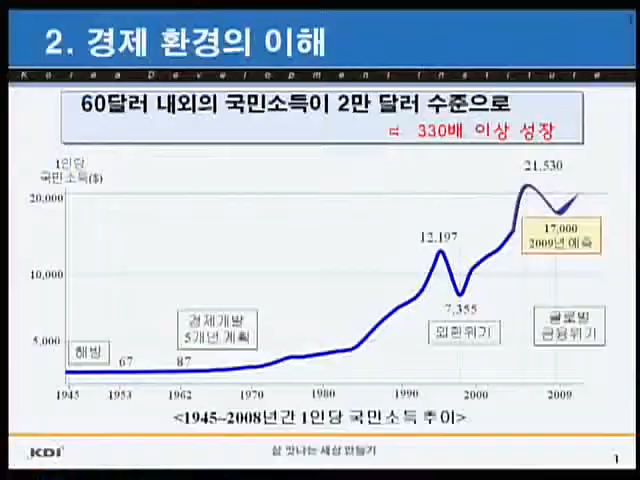 2. 경제 환경의 이해
Korea Development Institute
60달러 내외의 국민소득이 2만 달러 수준으로
330배 이상 성장
1인당
국민소득($)
21,530
20,000
12,197
17,000
2009년 예측
10,000
7,355
경제개발
5개년 계획
글로벌
금융위기
외환위기
5,000
해방
67
87
1945 1953 1962 1970 1980 1990 2000 2009
<1945~2008년간 1인당 국민소득 추이>
KDI
살 맛나는 세상 만들기
1